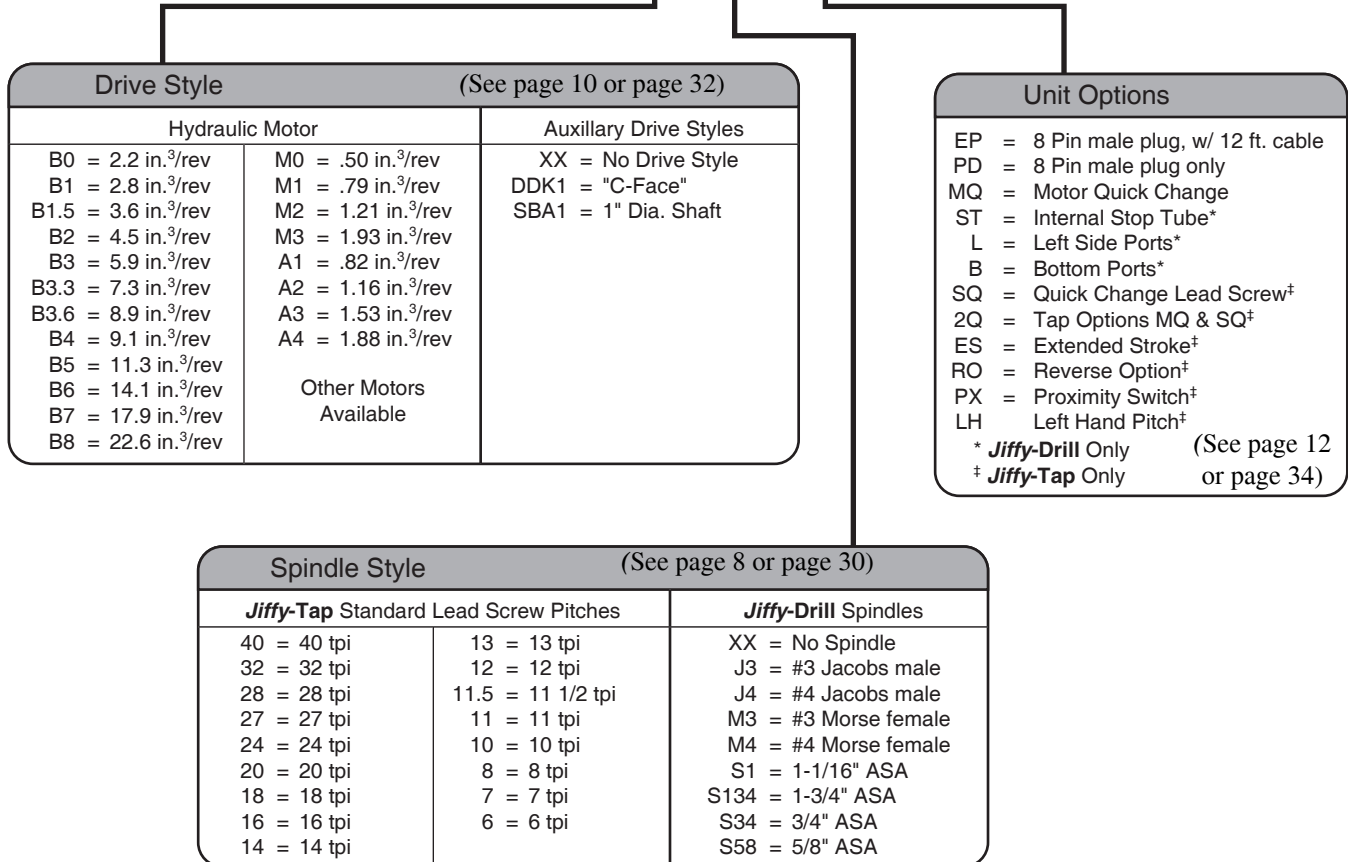 Drive Style (See page 10 or page 32)
Hydraulic Motor
B0 = 2.2 in.³/rev
B1 = 2.8 in.³/rev
B1.5 = 3.6 in.³/rev
B2 = 4.5 in.³/rev
B3 = 5.9 in.³/rev
B3.3 = 7.3 in.³/rev
B3.6 = 8.9 in.³/rev
B4 = 9.1 in.³/rev
B5 = 11.3 in.³/rev
B6 = 14.1 in.³/rev
B7 = 17.9 in.³/rev
B8 = 22.6 in.³/rev
M0 = .50 in.³/rev
M1 = .79 in.³/rev
M2 = 1.21 in.³/rev
M3 = 1.93 in.³/rev
A1 = .82 in.³/rev
A2 = 1.16 in.³/rev
A3 = 1.53 in.³/rev
A4 = 1.88 in.³/rev
Other Motors
Available
Auxillary Drive Styles
XX = No Drive Style
DDK1 = "C-Face"
SBA1 = 1" Dia. Shaft
Unit Options
EP = 8 Pin male plug, w/ 12 ft. cable
PD = 8 Pin male plug only
MQ = Motor Quick Change
ST = Internal Stop Tube*
L = Left Side Ports*
B = Bottom Ports*
SQ = Quick Change Lead Screw‡
2Q = Tap Options MQ & SQ‡
ES = Extended Stroke‡
RO = Reverse Option‡
PX = Proximity Switch‡
LH Left Hand Pitch‡
* Jiffy-Drill Only
‡ Jiffy-Tap Only
(See page 12
or page 34)
Spindle Style (See page 8 or page 30)
Jiffy-Tap Standard Lead Screw Pitches
40 = 40 tpi
32 = 32 tpi
28 = 28 tpi
27 = 27 tpi
24 = 24 tpi
20 = 20 tpi
18 = 18 tpi
16 = 16 tpi
14 = 14 tpi
13 = 13 tpi
12 = 12 tpi
11.5 = 11 1/2 tpi
11 = 11 tpi
10 = 10 tpi
8 = 8 tpi
7 = 7 tpi
6 = 6 tpi
Jiffy-Drill Spindles
XX = No Spindle
J3 = #3 Jacobs male
J4 = #4 Jacobs male
M3 = #3 Morse female
M4 = #4 Morse female
S1 = 1-1/16" ASA
S134 = 1-3/4" ASA
S34 = 3/4" ASA
S58 = 5/8" ASA